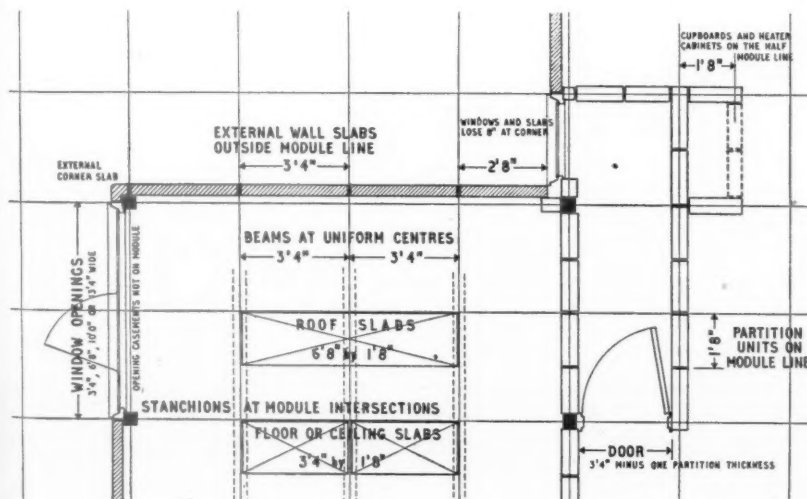 CUPBOARDS AND HEATER
CABINETS ON THE HALF
MODULE LINE
1'8"
EXTERNAL WALL SLABS
OUTSIDE MODULE LINE
3'4"
WINDOWS AND SLABS
LOSE 8" AT CORNER
2'8"
EXTERNAL
CORNER SLAB
BEAMS AT UNIFORM CENTRES
3'4"
3'4"
WINDOW OPENINGS
3'4", 6'8", 10'0" OR 13'4" WIDE
OPENING CASEMENTS NOT ON MODULE
ROOF SLABS
6'8" by 1'8"
1'8"
PARTITION
UNITS ON
MODULE LINE
STANCHIONS AT MODULE INTERSECTIONS
FLOOR OR CEILING SLABS
3'4" by 1'8"
DOOR
3'4" MINUS ONE PARTITION THICKNESS